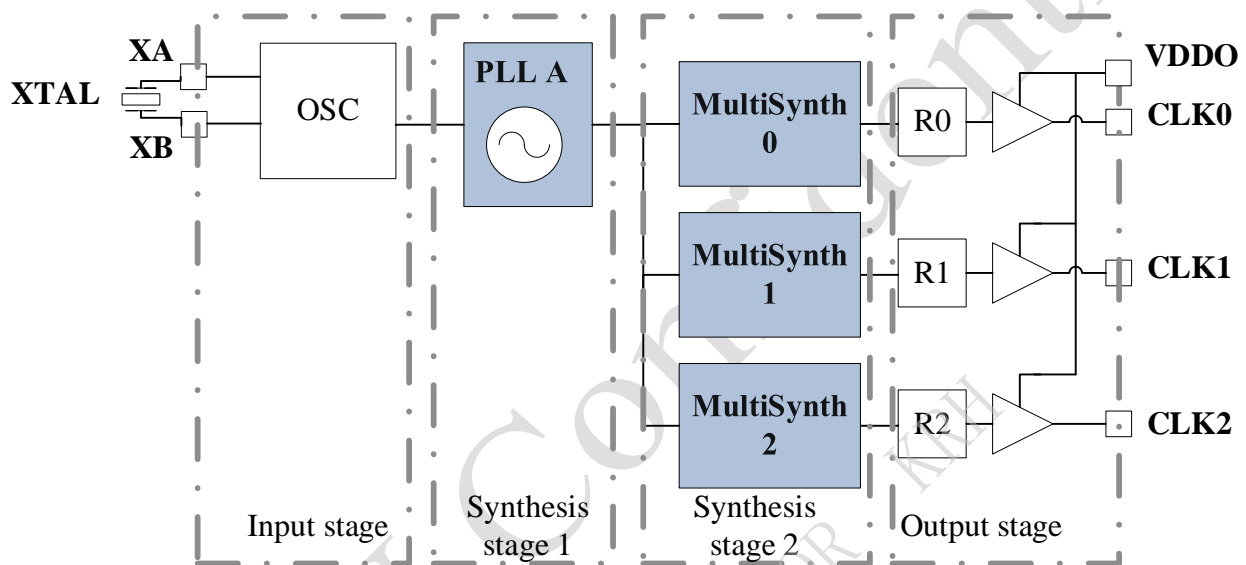 XA
XTAL
XB
OSC
PLL A
MultiSynth
0
R0
VDDO
CLK0
MultiSynth
1
R1
CLK1
MultiSynth
2
R2
CLK2
KRH
Input stage
Synthesis
stage 1
Synthesis
stage 2
Output stage